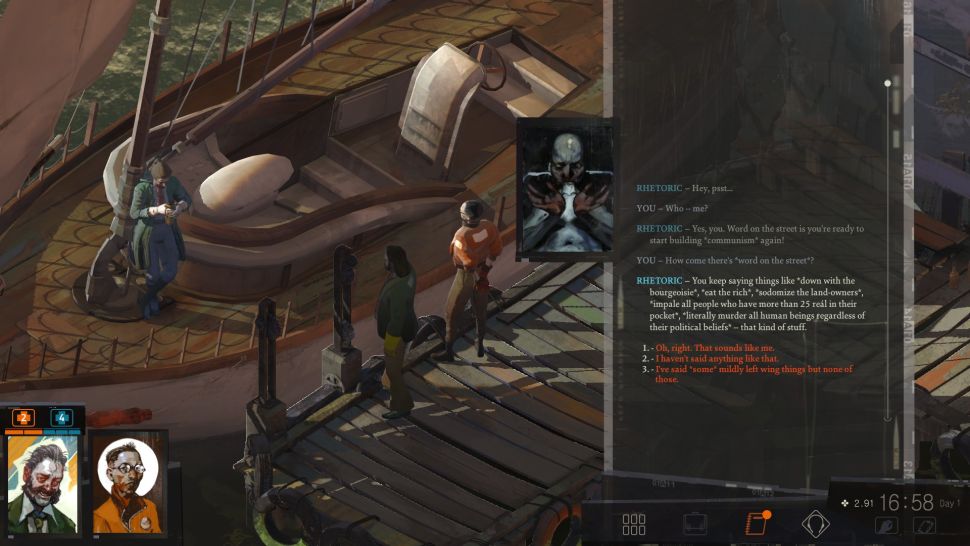 RHETORIC – Hey, psst...
YOU – Who -- me?
RHETORIC – Yes, you. Word on the street is you're ready to
start building *communism* again!
YOU – How come there's *word on the street*?
RHETORIC – You keep saying things like *down with the
bourgeoisie*, *eat the rich*, *sodomize the land-owners*,
*impale all people who have more than 25 reál in their
pocket*, *literally murder all human beings regardless of
their political beliefs* – that kind of stuff.
1. - Oh, right. That sounds like me.
2. - I haven't said anything like that.
3. - I've said *some* mildly left wing things but none of
those.
2 4
2.91 16:58 Day 1